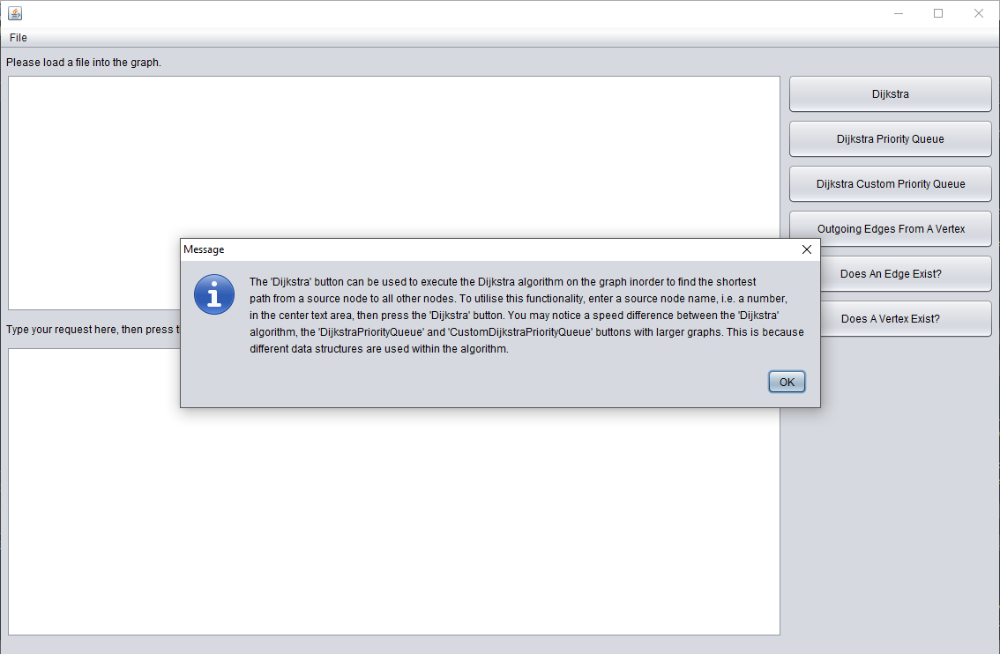 File
Please load a file into the graph.
Dijkstra
Dijkstra Priority Queue
Dijkstra Custom Priority Queue
Outgoing Edges From A Vertex
Does An Edge Exist?
Does A Vertex Exist?
Type your request here, then press t
Message
The 'Dijkstra' button can be used to execute the Dijkstra algorithm on the graph inorder to find the shortest
path from a source node to all other nodes. To utilise this functionality, enter a source node name, i.e. a number,
in the center text area, then press the 'Dijkstra' button. You may notice a speed difference between the 'Dijkstra'
algorithm, the 'DijkstraPriorityQueue' and 'CustomDijkstraPriorityQueue' buttons with larger graphs. This is because
different data structures are used within the algorithm.
OK